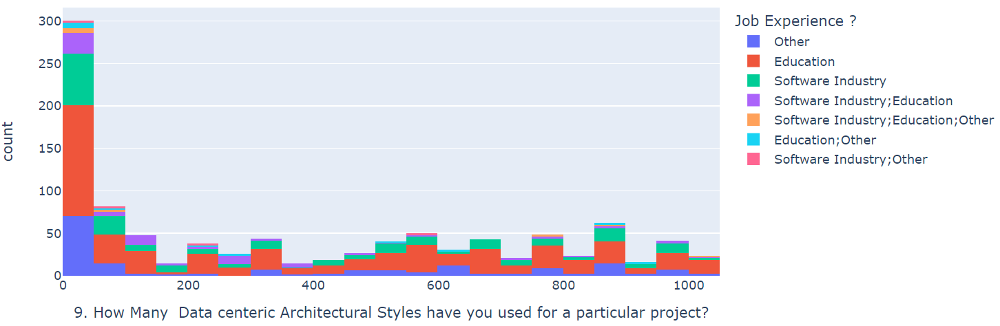 300
250
200
150
100
50
0
count
0
200
400
600
800
1000
9. How Many  Data centeric Architectural Styles have you used for a particular project?
Job Experience ?
Other
Education
Software Industry
Software Industry;Education
Software Industry;Education;Other
Education;Other
Software Industry;Other